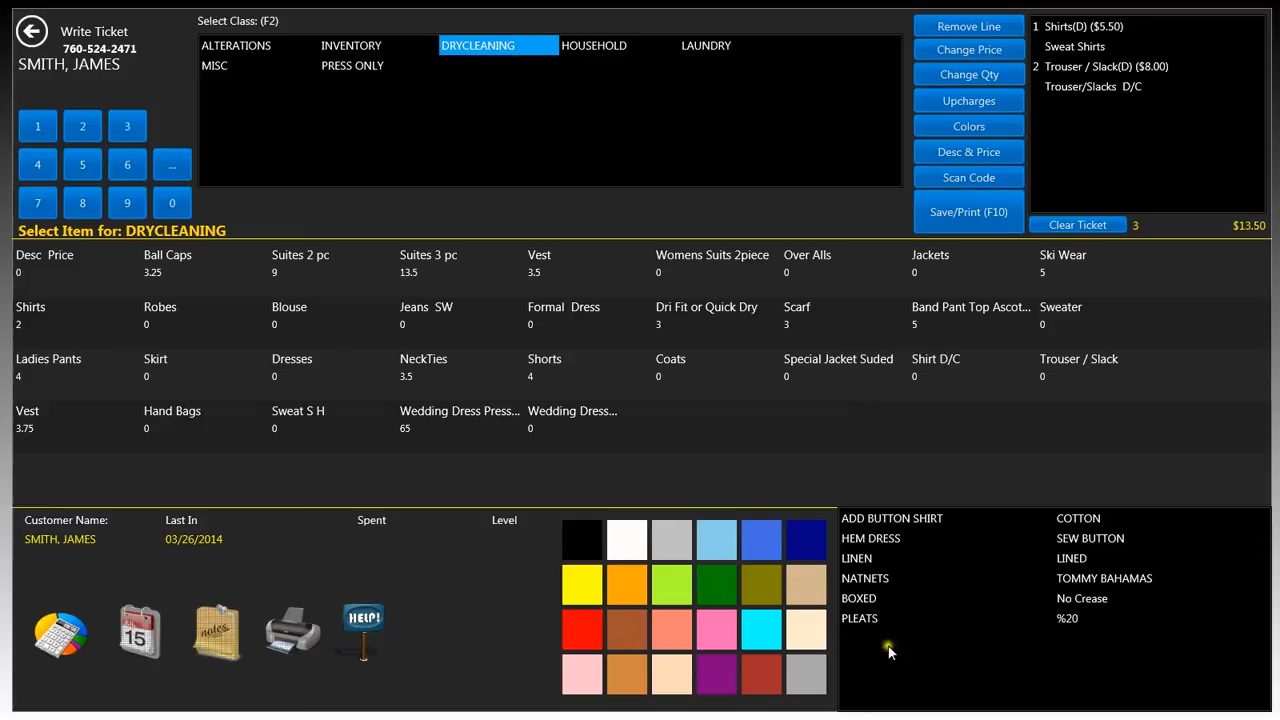 Write Ticket
760-524-2471
SMITH, JAMES
Select Class: (F2)
ALTERATIONS INVENTORY DRYCLEANING HOUSEHOLD LAUNDRY
MISC PRESS ONLY
1 2 3
4 5 6 ...
7 8 9 0
Remove Line
Change Price
Change Qty
Upcharges
Colors
Desc & Price
Scan Code
Save/Print (F10)
1 Shirts(D) ($5.50)
Sweat Shirts
2 Trouser / Slack(D) ($8.00)
Trouser/Slacks D/C
Clear Ticket 3 $13.50
Select Item for: DRYCLEANING
Desc Price Ball Caps Suites 2 pc Suites 3 pc Vest Womens Suits 2piece Over Alls Jackets Ski Wear
0 3.25 9 13.5 3.5 0 0 0 5
Shirts Robes Blouse Jeans SW Formal Dress Dri Fit or Quick Dry Scarf Band Pant Top Ascot... Sweater
2 0 0 0 0 3 3 5 0
Ladies Pants Skirt Dresses NeckTies Shorts Coats Special Jacket Suded Shirt D/C Trouser / Slack
4 0 0 3.5 4 0 0 0 0
Vest Hand Bags Sweat S H Wedding Dress Press... Wedding Dress...
3.75 0 0 65 0
Customer Name: Last In Spent Level
SMITH, JAMES 03/26/2014
JUL
15
notes
HELP!
ADD BUTTON SHIRT COTTON
HEM DRESS SEW BUTTON
LINEN LINED
NATNETS TOMMY BAHAMAS
BOXED No Crease
PLEATS %20